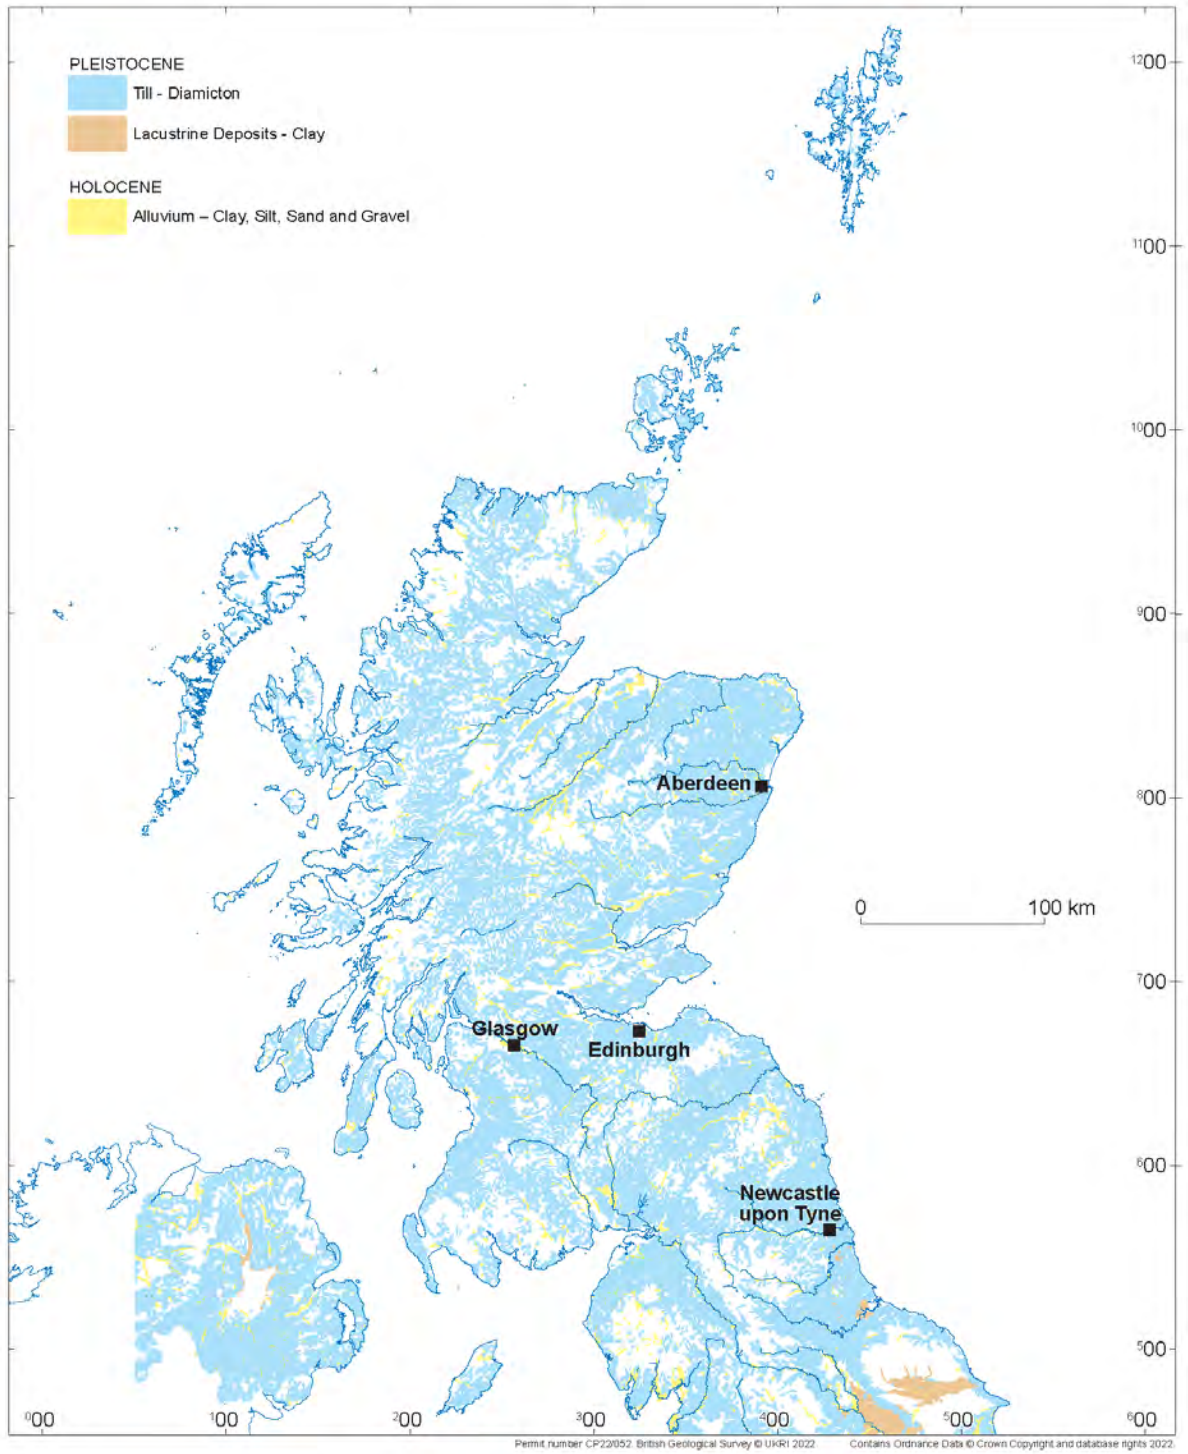 PLEISTOCENE
Till - Diamicton
Lacustrine Deposits - Clay
HOLOCENE
Alluvium – Clay, Silt, Sand and Gravel
1200
1100
1000
900
Aberdeen
800
0 100 km
700
Glasgow
Edinburgh
600
Newcastle
upon Tyne
500
000 100 200 300 400 500 600
Permit number CP22/052. British Geological Survey © UKRI 2022 Contains Ordnance Data © Crown Copyright and database rights 2022.